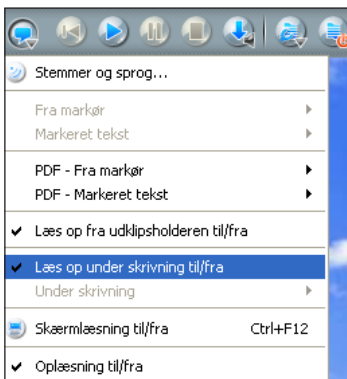 Stemmer og sprog...
Fra markør
Markeret tekst
PDF - Fra markør
PDF - Markeret tekst
Læs op fra udklipsholderen til/fra
Læs op under skrivning til/fra
Under skrivning
Skærmlæsning til/fra Ctrl+F12
Oplæsning til/fra